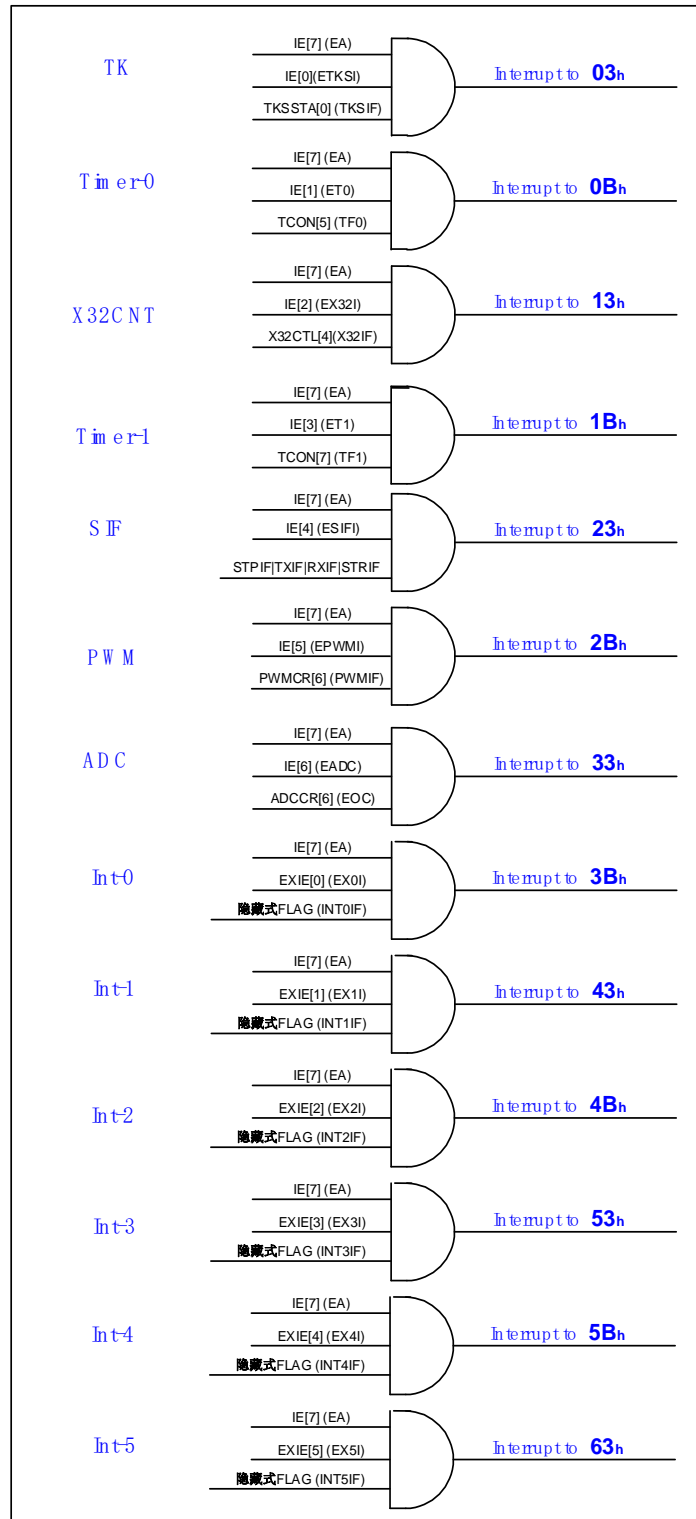 IE[7] (EA)
TK
IE[0](ETKSI)
Interrupt to 03h
TKSSTA[0] (TKSIF)
IE[7] (EA)
Timer-0
IE[1] (ET0)
Interrupt to 0Bh
TCON[5] (TF0)
IE[7] (EA)
X32CNT
IE[2] (EX32I)
Interrupt to 13h
X32CTL[4](X32IF)
IE[7] (EA)
Timer-1
IE[3] (ET1)
Interrupt to 1Bh
TCON[7] (TF1)
IE[7] (EA)
SIF
IE[4] (ESIFI)
Interrupt to 23h
STPIF|TXIF|RXIF|STRIF
IE[7] (EA)
PWM
IE[5] (EPWMI)
Interrupt to 2Bh
PWMCR[6] (PWMIF)
IE[7] (EA)
ADC
IE[6] (EADC)
Interrupt to 33h
ADCCR[6] (EOC)
IE[7] (EA)
Int-0
EXIE[0] (EX0I)
Interrupt to 3Bh
隐藏式FLAG (INT0IF)
IE[7] (EA)
Int-1
EXIE[1] (EX1I)
Interrupt to 43h
隐藏式FLAG (INT1IF)
IE[7] (EA)
Int-2
EXIE[2] (EX2I)
Interrupt to 4Bh
隐藏式FLAG (INT2IF)
IE[7] (EA)
Int-3
EXIE[3] (EX3I)
Interrupt to 53h
隐藏式FLAG (INT3IF)
IE[7] (EA)
Int-4
EXIE[4] (EX4I)
Interrupt to 5Bh
隐藏式FLAG (INT4IF)
IE[7] (EA)
Int-5
EXIE[5] (EX5I)
Interrupt to 63h
隐藏式FLAG (INT5IF)